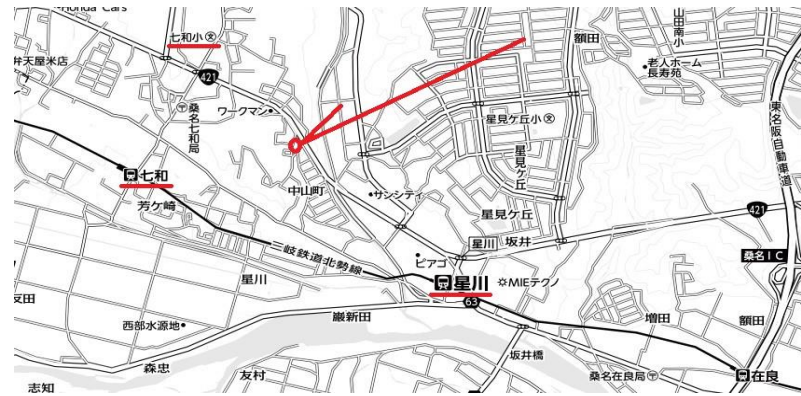 Honda Cars
七和小
弁天屋米店
421
桑名七和局
ワークマン
七和
芳ケ崎
中山町
サンシティ
星見ケ丘小
星見ケ丘
星見ケ丘
額田
山田南小
老人ホーム
長寿苑
東名阪自動車道
421
星川
坂井
桑名IC
ピアゴ
三岐鉄道北勢線
星川
MIEテクノ
63
星川
巌新田
西部水源地
友田
森忠
志知
友村
坂井橋
増田
額田
桑名在良局
在良